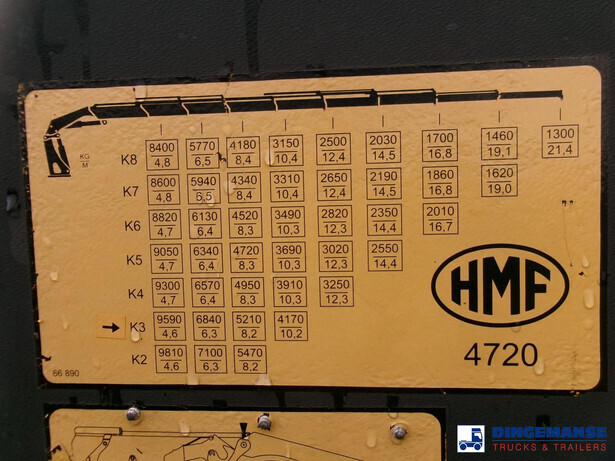 KG
M
K8 8400 5770 4180 3150 2500 2030 1700 1460 1300
4,8 6,5 8,4 10,4 12,4 14,5 16,8 19,1 21,4
K7 8600 5940 4340 3310 2650 2190 1860 1620
4,8 6,5 8,4 10,4 12,4 14,5 16,8 19,0
K6 8820 6130 4520 3490 2820 2350 2010
4,7 6,4 8,3 10,3 12,3 14,4 16,7
K5 9050 6340 4720 3690 3020 2550
4,7 6,4 8,3 10,3 12,3 14,4
K4 9300 6570 4950 3910 3250
4,7 6,4 8,3 10,3 12,3
K3 9590 6840 5210 4170
4,6 6,3 8,2 10,2
K2 9810 7100 5470
4,6 6,3 8,2
HMF
4720
66 890
DINGEMANSE
TRUCKS & TRAILERS